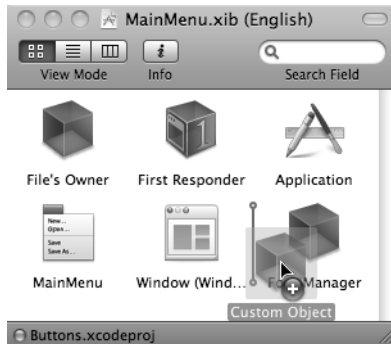 MainMenu.xib (English)
View Mode
Info
Search Field
File's Owner
First Responder
Application
1
New...
Open...
Save
Save As...
MainMenu
Window (Wind...
Manager
Custom Object
Buttons.xcodeproj